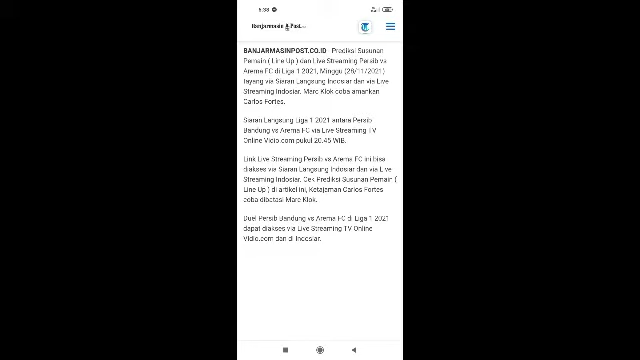 5:38
Banjarmasin Post...
BANJARMASINPOST.CO.ID - Prediksi Susunan
Pemain ( Line Up ) dan Live Streaming Persib vs
Arema FC di Liga 1 2021, Minggu (28/11/2021)
tayang via Siaran Langsung Indosiar dan via Live
Streaming Indosiar. Marc Klok coba amankan
Carlos Fortes.
Siaran Langsung Liga 1 2021 antara Persib
Bandung vs Arema FC via Live Streaming TV
Online Vidio.com pukul 20.45 WIB.
Link Live Streaming Persib vs Arema FC ini bisa
diakses via Siaran Langsung Indosiar dan via Live
Streaming Indosiar. Cek Prediksi Susunan Pemain (
Line Up ) di artikel ini, Ketajaman Carlos Fortes
coba dibatasi Marc Klok.
Duel Persib Bandung vs Arema FC di Liga 1 2021
dapat diakses via Live Streaming TV Online
Vidio.com dan di Indosiar.